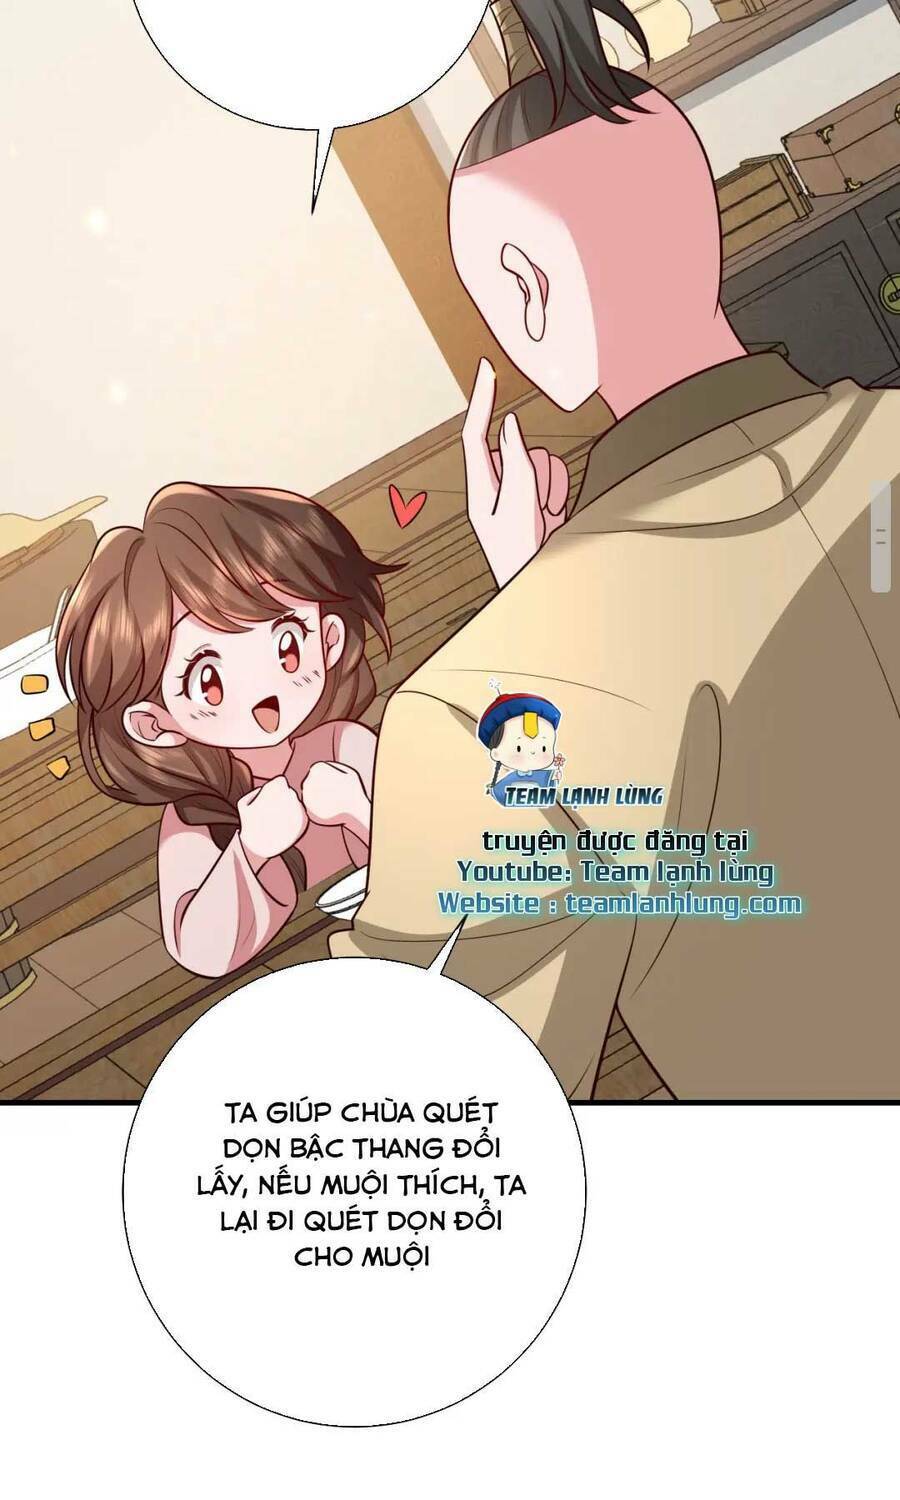 TEAM LẠNH LÙNG
truyện được đăng tại
Youtube: Team lạnh lùng
Website : teamlanhlung.com
TA GIÚP CHÙA QUÉT
DỌN BẬC THANG ĐỔI
LẤY, NẾU MUỘI THÍCH, TA
LẠI ĐI QUÉT DỌN ĐỔI
CHO MUỘI